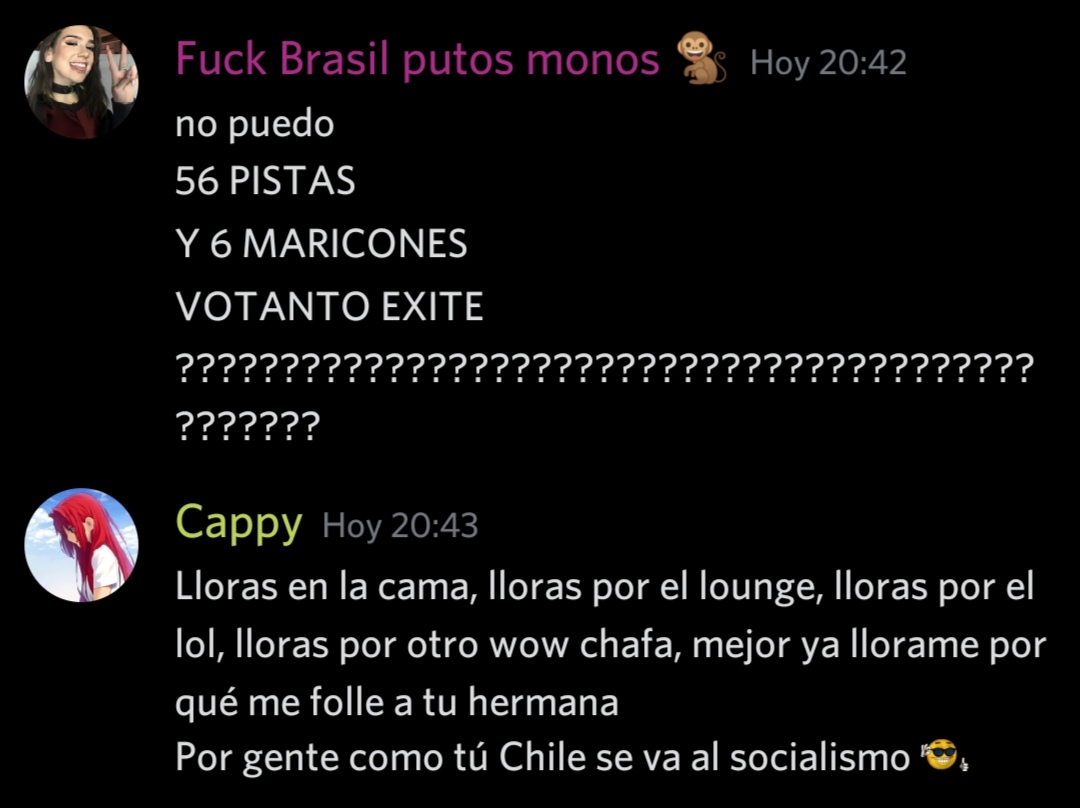 Fuck Brasil putos monos 🐒 Hoy 20:42
no puedo
56 PISTAS
Y 6 MARICONES
VOTANTO EXITE
?????????????????????????????????????????
???????
Cappy Hoy 20:43
Lloras en la cama, lloras por el lounge, lloras por el
lol, lloras por otro wow chafa, mejor ya llorame por
qué me folle a tu hermana
Por gente como tú Chile se va al socialismo